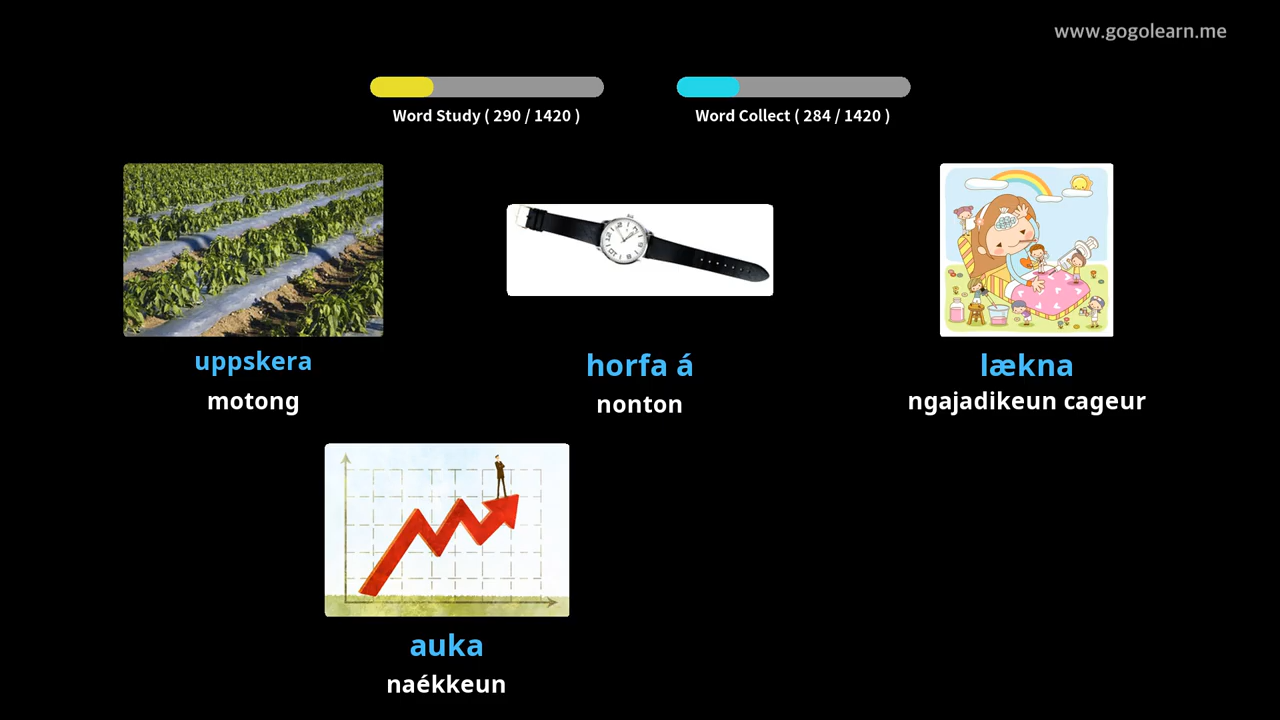 www.gogolearn.me
Word Study ( 290 / 1420 )
Word Collect ( 284 / 1420 )
uppskera
horfa á
lækna
motong
nonton
ngajadikeun cageur
auka
naékkeun